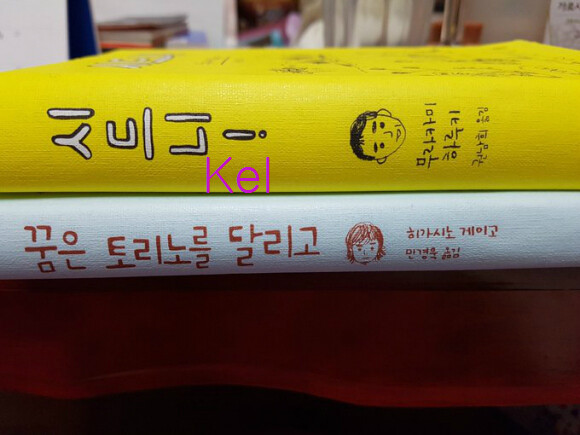 시드니!
무라카미
하루키
권남희 옮김
Kel
꿈은 토리노를 달리고
히가시노 게이고
민경욱 옮김